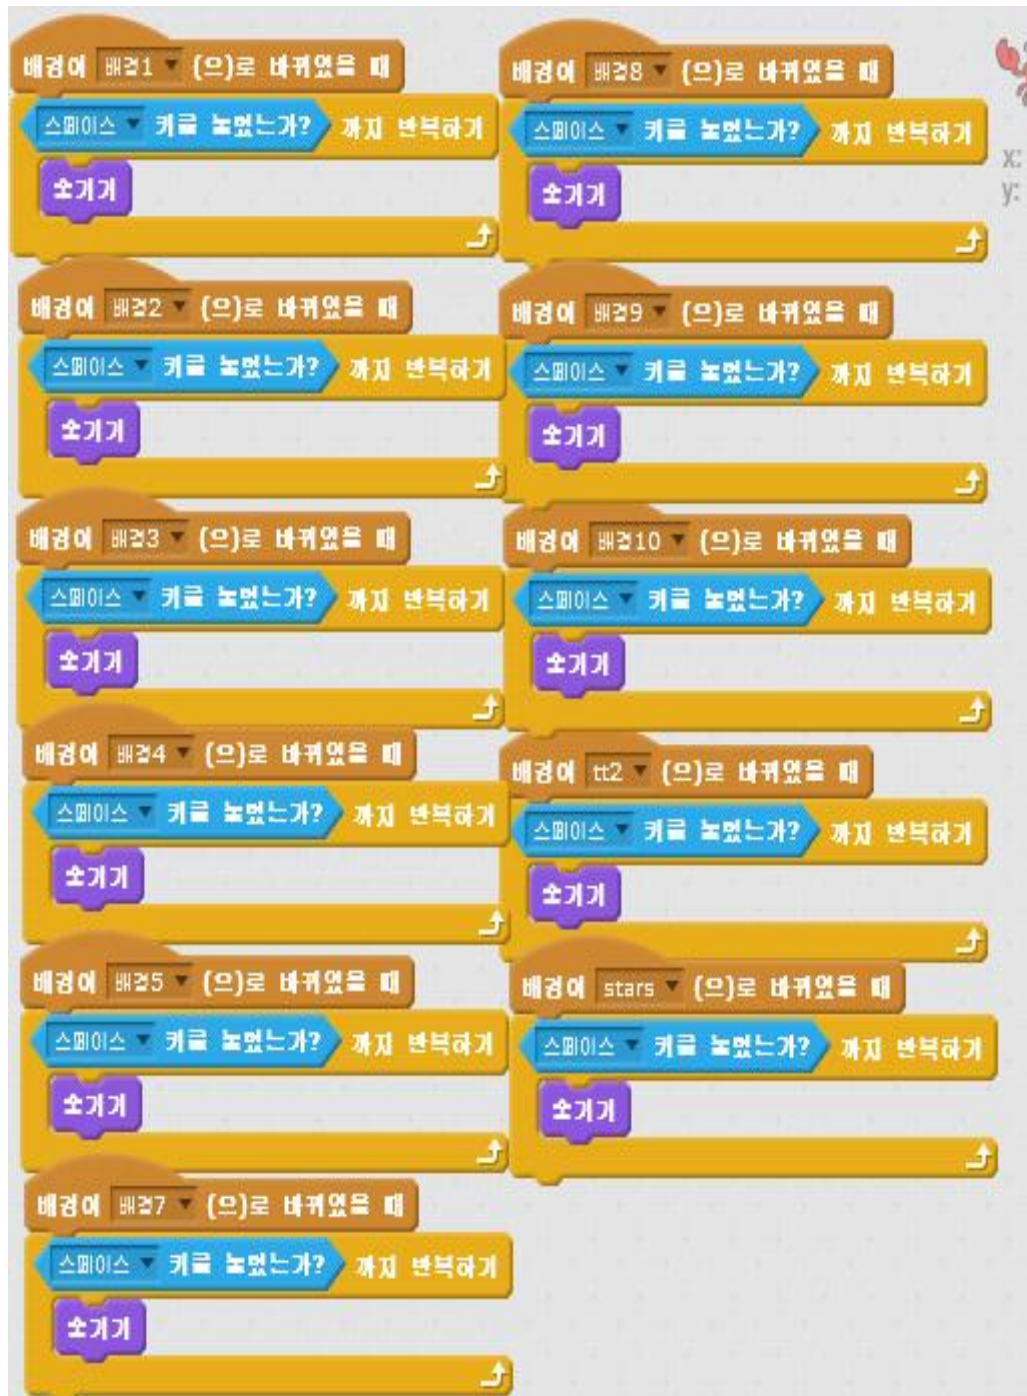 배경이 배경1 (으)로 바뀌었을 때
스페이스 키를 눌렀는가? 까지 반복하기
숨기기
배경이 배경2 (으)로 바뀌었을 때
스페이스 키를 눌렀는가? 까지 반복하기
숨기기
배경이 배경3 (으)로 바뀌었을 때
스페이스 키를 눌렀는가? 까지 반복하기
숨기기
배경이 배경4 (으)로 바뀌었을 때
스페이스 키를 눌렀는가? 까지 반복하기
숨기기
배경이 배경5 (으)로 바뀌었을 때
스페이스 키를 눌렀는가? 까지 반복하기
숨기기
배경이 배경7 (으)로 바뀌었을 때
스페이스 키를 눌렀는가? 까지 반복하기
숨기기
배경이 배경8 (으)로 바뀌었을 때
스페이스 키를 눌렀는가? 까지 반복하기
숨기기
배경이 배경9 (으)로 바뀌었을 때
스페이스 키를 눌렀는가? 까지 반복하기
숨기기
배경이 배경10 (으)로 바뀌었을 때
스페이스 키를 눌렀는가? 까지 반복하기
숨기기
배경이 tt2 (으)로 바뀌었을 때
스페이스 키를 눌렀는가? 까지 반복하기
숨기기
배경이 stars (으)로 바뀌었을 때
스페이스 키를 눌렀는가? 까지 반복하기
숨기기
x:
y: